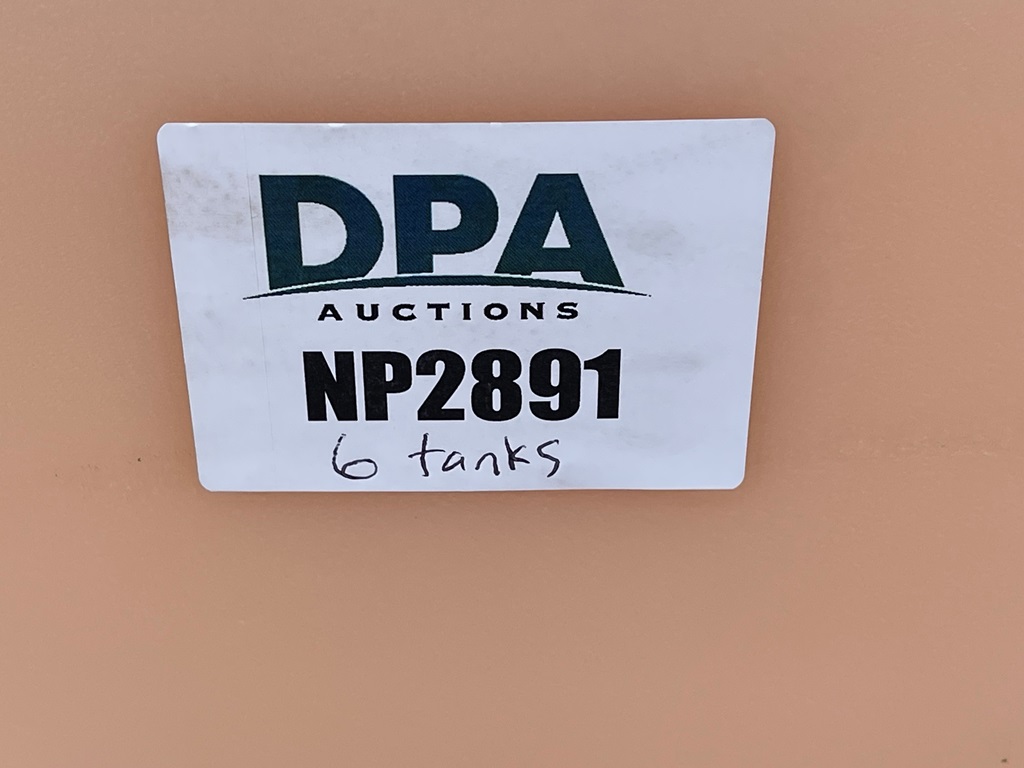 DPA
AUCTIONS
NP2891
6 tanks